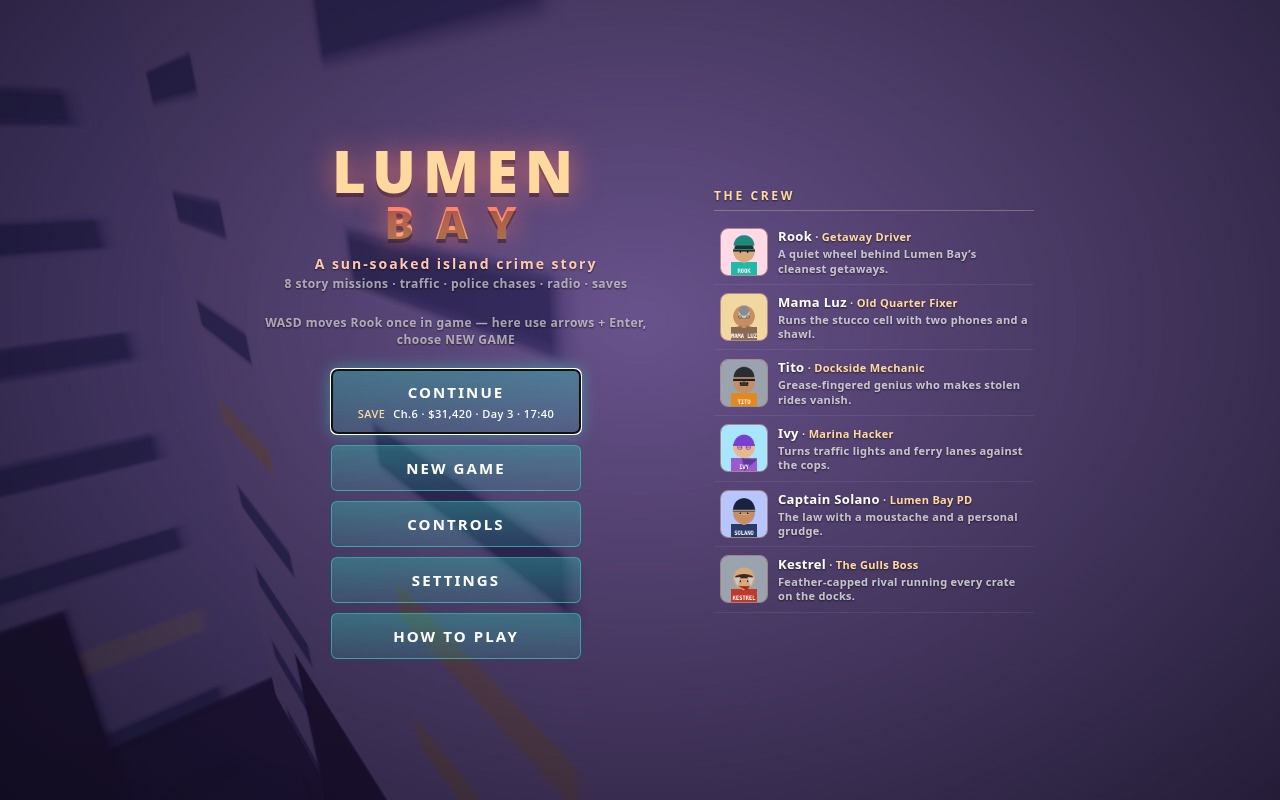 LUMEN
BAY
A sun-soaked island crime story
8 story missions · traffic · police chases · radio · saves
WASD moves Rook once in game — here use arrows + Enter,
choose NEW GAME
CONTINUE
SAVE Ch.6 · $31,420 · Day 3 · 17:40
NEW GAME
CONTROLS
SETTINGS
HOW TO PLAY
THE CREW
ROOK
Rook · Getaway Driver
A quiet wheel behind Lumen Bay's
cleanest getaways.
MAMA LUZ
Mama Luz · Old Quarter Fixer
Runs the stucco cell with two phones and a
shawl.
TITO
Tito · Dockside Mechanic
Grease-fingered genius who makes stolen
rides vanish.
IVY
Ivy · Marina Hacker
Turns traffic lights and ferry lanes against
the cops.
SOLANO
Captain Solano · Lumen Bay PD
The law with a moustache and a personal
grudge.
KESTREL
Kestrel · The Gulls Boss
Feather-capped rival running every crate
on the docks.